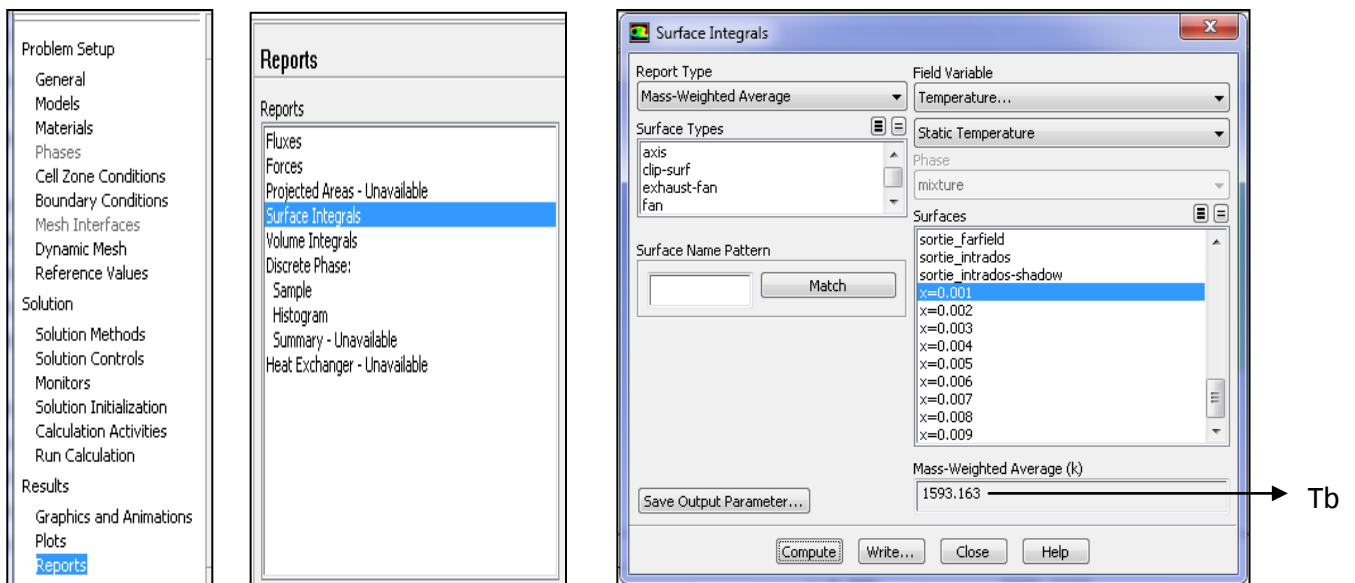 Problem Setup
General
Models
Materials
Phases
Cell Zone Conditions
Boundary Conditions
Mesh Interfaces
Dynamic Mesh
Reference Values
Solution
Solution Methods
Solution Controls
Monitors
Solution Initialization
Calculation Activities
Run Calculation
Results
Graphics and Animations
Plots
Reports
Reports
Reports
Fluxes
Forces
Projected Areas - Unavailable
Surface Integrals
Volume Integrals
Discrete Phase:
Sample
Histogram
Summary - Unavailable
Heat Exchanger - Unavailable
Surface Integrals
Report Type
Mass-Weighted Average
Surface Types
axis
clip-surf
exhaust-fan
fan
Surface Name Pattern
Match
Save Output Parameter...
Field Variable
Temperature...
Static Temperature
Phase
mixture
Surfaces
sortie_farfield
sortie_intrados
sortie_intrados-shadow
x=0.001
x=0.002
x=0.003
x=0.004
x=0.005
x=0.006
x=0.007
x=0.008
x=0.009
Mass-Weighted Average (k)
1593.163
Tb
Compute Write... Close Help